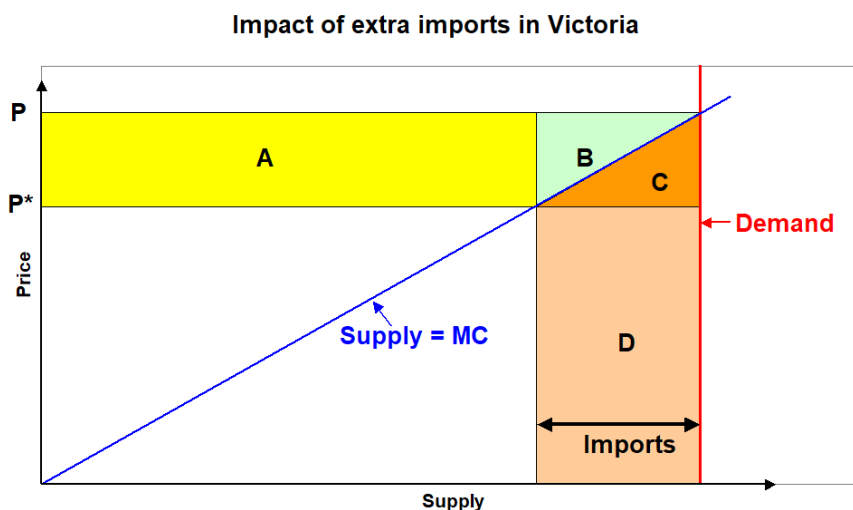 Impact of extra imports in Victoria
P
A
B
C
P*
Demand
Price
Supply = MC
D
Imports
Supply